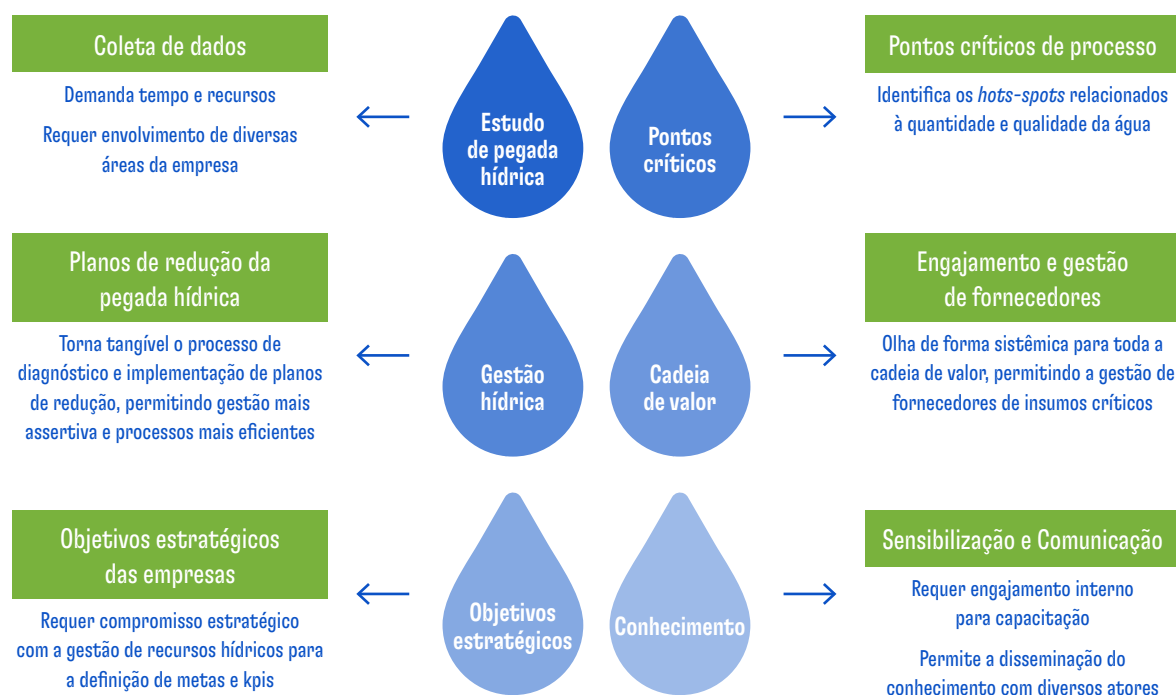 Coleta de dados
Demanda tempo e recursos
Requer envolvimento de diversas
áreas da empresa
Estudo
de pegada
hídrica
Pontos
críticos
Pontos críticos de processo
Identifica os hots-spots relacionados
à quantidade e qualidade da água
Planos de redução da
pegada hídrica
Torna tangível o processo de
diagnóstico e implementação de planos
de redução, permitindo gestão mais
assertiva e processos mais eficientes
Gestão
hídrica
Cadeia
de valor
Engajamento e gestão
de fornecedores
Olha de forma sistêmica para toda a
cadeia de valor, permitindo a gestão de
fornecedores de insumos críticos
Objetivos estratégicos
das empresas
Requer compromisso estratégico
com a gestão de recursos hídricos para
a definição de metas e kpis
Objetivos
estratégicos
Conhecimento
Sensibilização e Comunicação
Requer engajamento interno
para capacitação
Permite a disseminação do
conhecimento com diversos atores